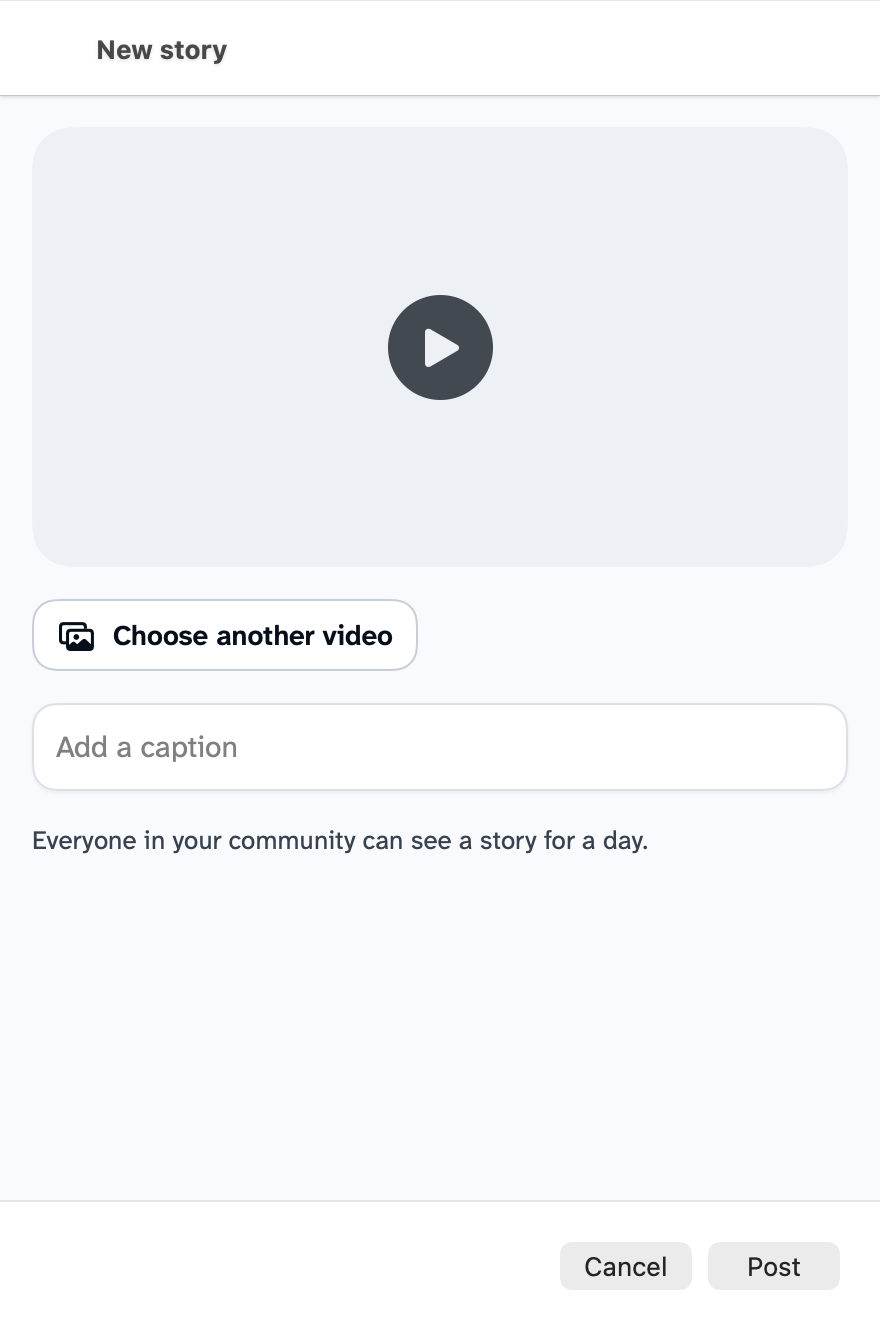 New story
Choose another video
Add a caption
Everyone in your community can see a story for a day.
Cancel
Post